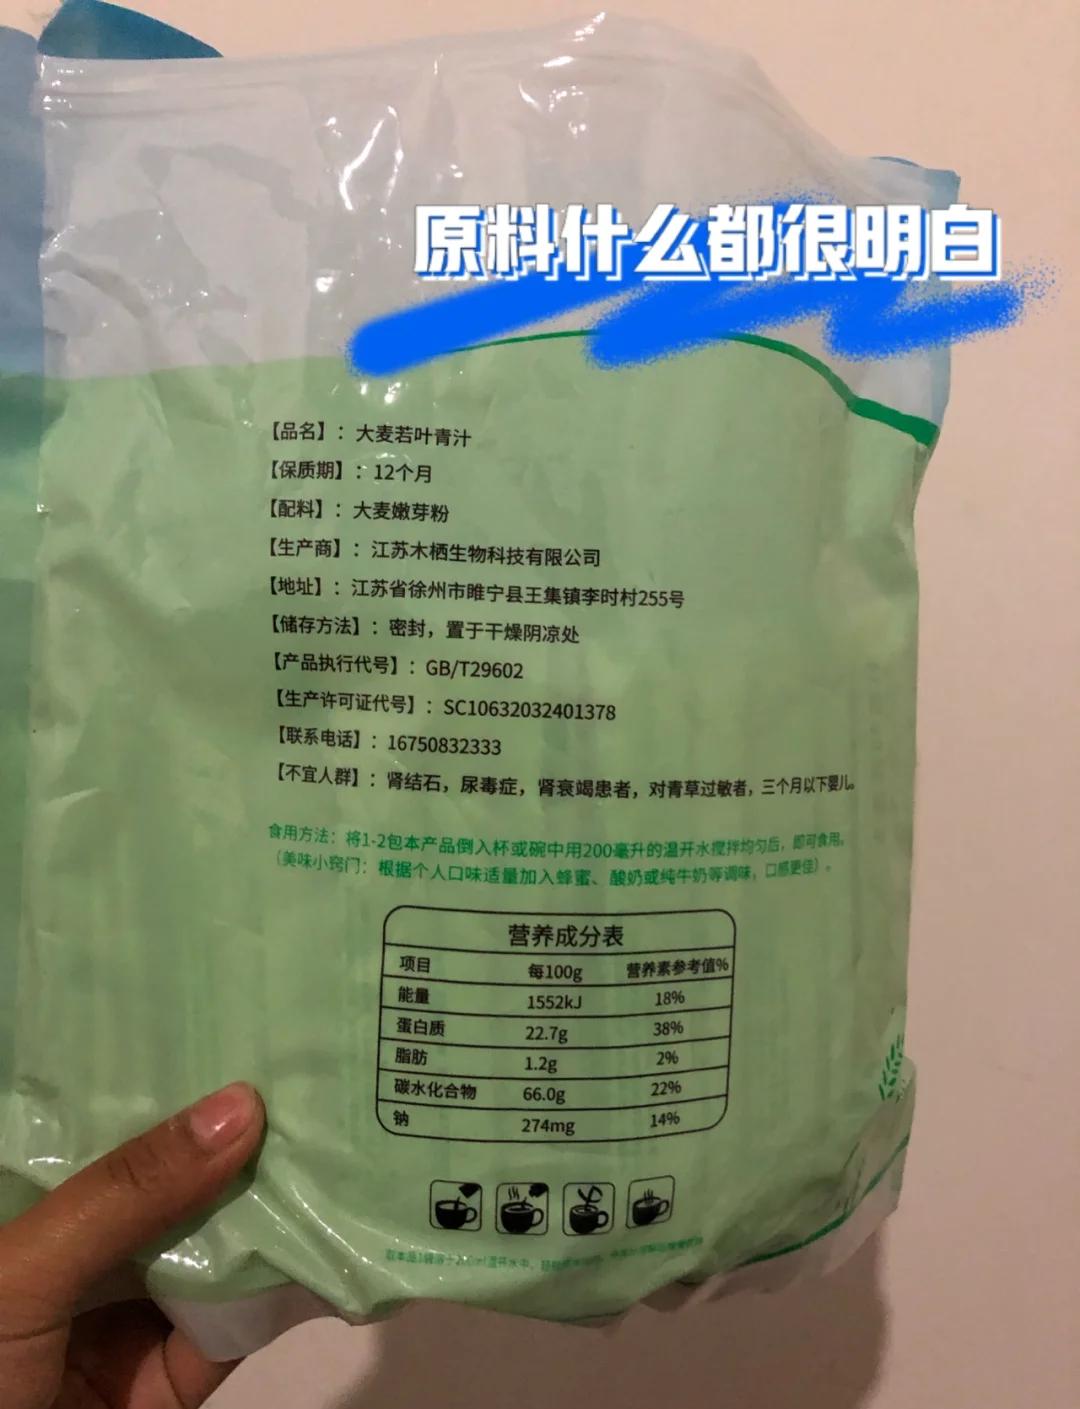 原料什么都很明白
【品名】：大麦若叶青汁
【保质期】：12个月
【配料】：大麦嫩芽粉
【生产商】：江苏木栖生物科技有限公司
【地址】：江苏省徐州市睢宁县王集镇李时村255号
【储存方法】：密封，置于干燥阴凉处
【产品执行代号】：GB/T29602
【生产许可证代号】：SC10632032401378
【联系电话】：16750832333
【不宜人群】：肾结石，尿毒症，肾衰竭患者，对青草过敏者，三个月以下婴儿。
食用方法：将1-2包本产品倒入杯或碗中用200毫升的温开水搅拌均匀后，即可食用。
（美味小窍门：根据个人口味适量加入蜂蜜、酸奶或纯牛奶等调味，口感更佳）。
营养成分表
项目 每100g 营养素参考值%
能量 1552kJ 18%
蛋白质 22.7g 38%
脂肪 1.2g 2%
碳水化合物 66.0g 22%
钠 274mg 14%